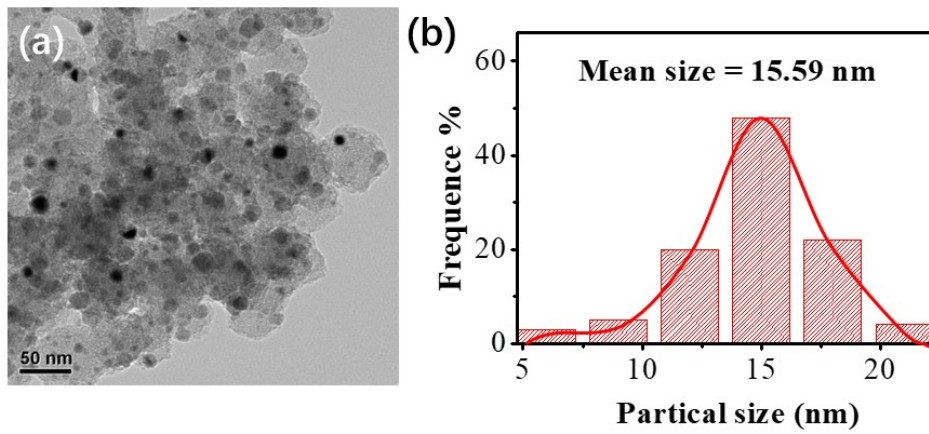 (a)
50 nm
(b)
Mean size = 15.59 nm
Frequence %
60
40
20
0
5
10
15
20
Partical size (nm)